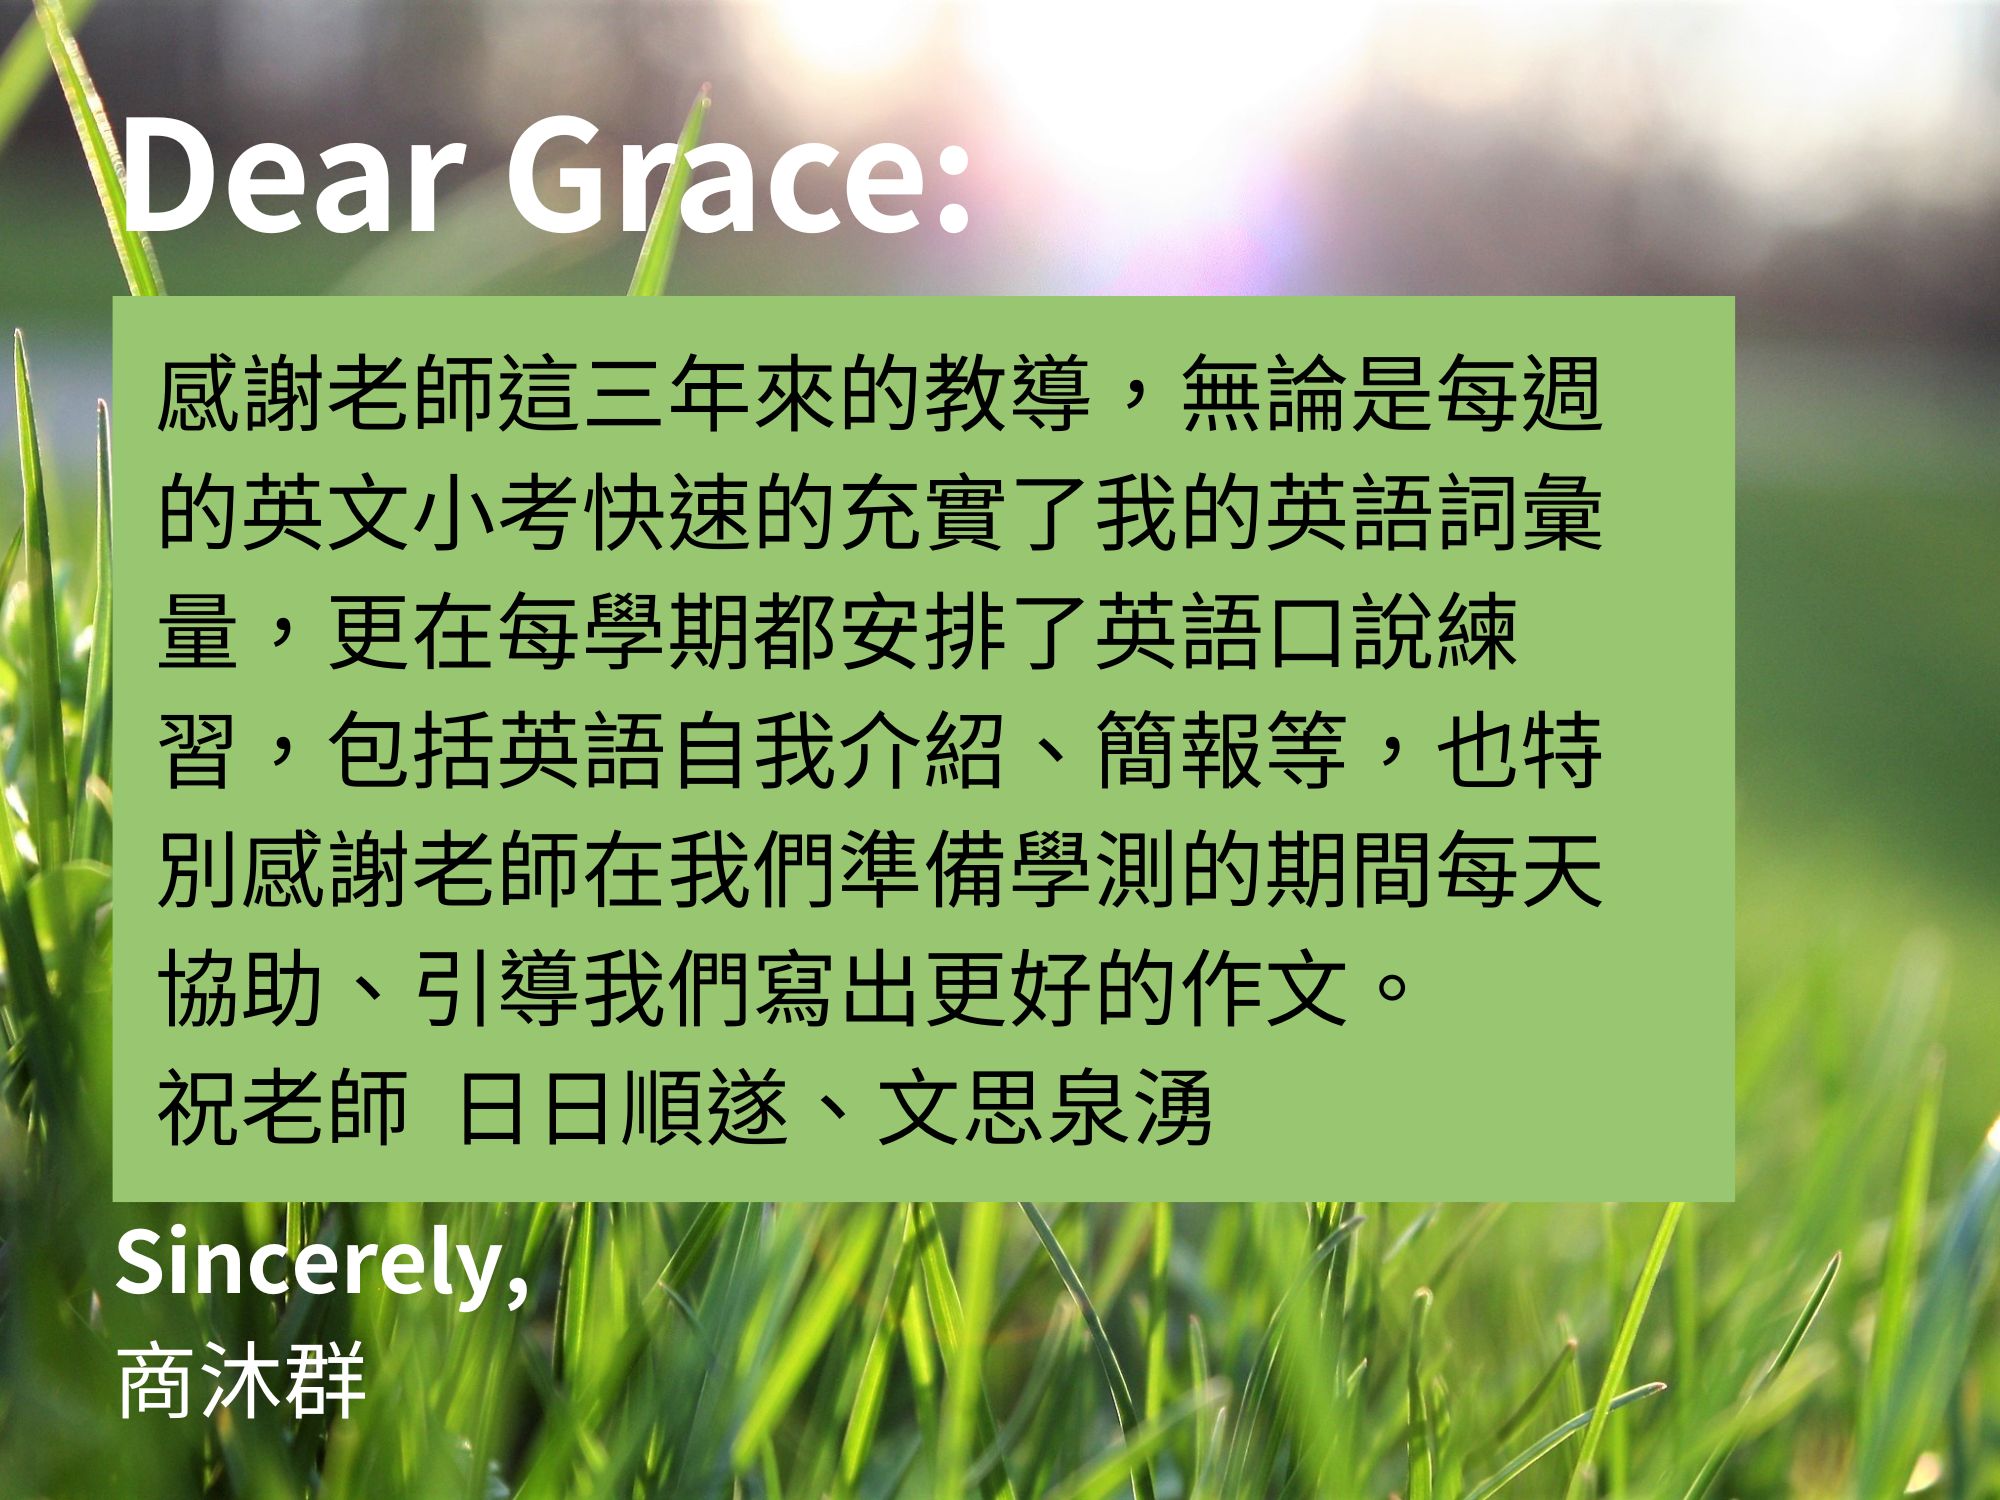 Dear Grace:
感謝老師這三年來的教導，無論是每週
的英文小考快速的充實了我的英語詞彙
量，更在每學期都安排了英語口說練
習，包括英語自我介紹、簡報等，也特
別感謝老師在我們準備學測的期間每天
協助、引導我們寫出更好的作文。
祝老師 日日順遂、文思泉湧
Sincerely,
商沐群